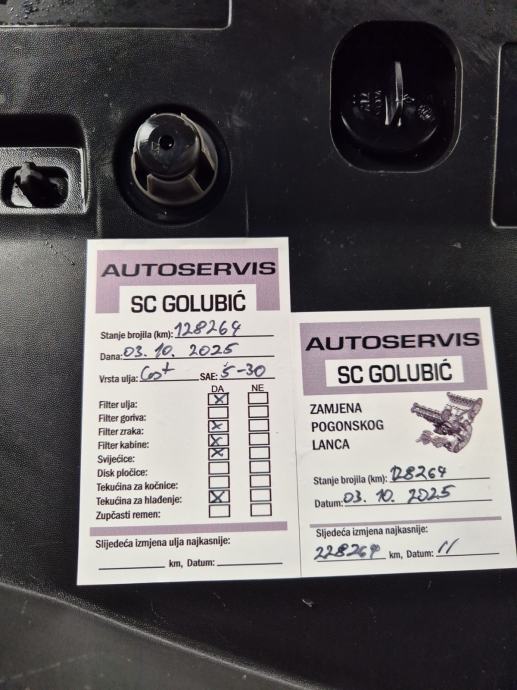 AUTOSERVIS
SC GOLUBIĆ
Stanje brojila (km): 128264
Dana: 03. 10. 2025
Vrsta ulja: Cast SAE: 5-30
DA NE
Filter ulja: X
Filter goriva:
Filter zraka: X
Filter kabine: X
Svijećice: X
Disk pločice:
Tekućina za kočnice:
Tekućina za hlađenje: X
Zupčasti remen:
Slijedeća izmjena ulja najkasnije:
km, Datum:
AUTOSERVIS
SC GOLUBIĆ
ZAMJENA
POGONSKOG
LANCA
Stanje brojila (km): 128264
Datum: 03. 10. 2025
Slijedeća izmjena najkasnije:
228264 km, Datum: 11